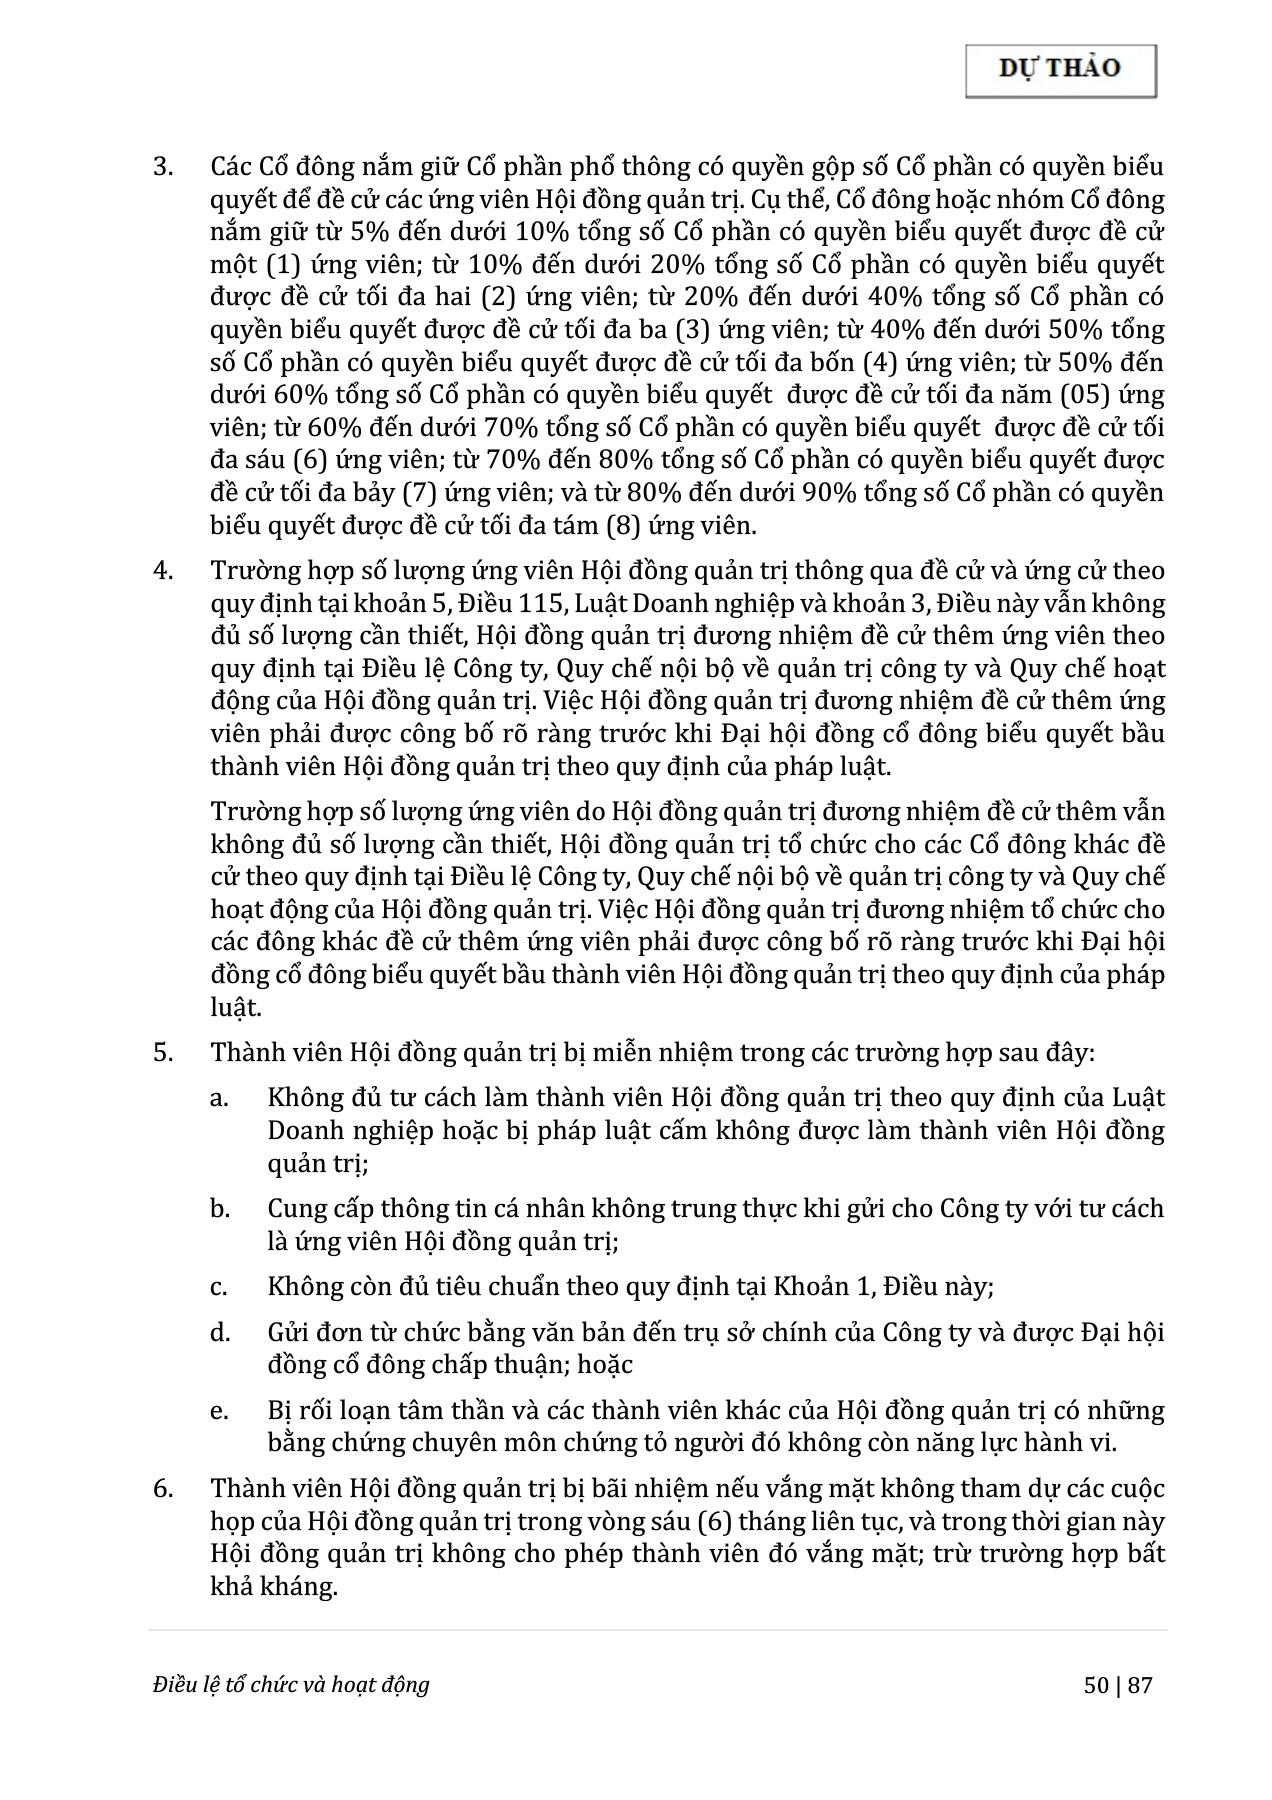 DỰ THẢO
3. Các Cổ đông nắm giữ Cổ phần phổ thông có quyền gộp số Cổ phần có quyền biểu
quyết để đề cử các ứng viên Hội đồng quản trị. Cụ thể, Cổ đông hoặc nhóm Cổ đông
nắm giữ từ 5% đến dưới 10% tổng số Cổ phần có quyền biểu quyết được đề cử
một (1) ứng viên; từ 10% đến dưới 20% tổng số Cổ phần có quyền biểu quyết
được đề cử tối đa hai (2) ứng viên; từ 20% đến dưới 40% tổng số Cổ phần có
quyền biểu quyết được đề cử tối đa ba (3) ứng viên; từ 40% đến dưới 50% tổng
số Cổ phần có quyền biểu quyết được đề cử tối đa bốn (4) ứng viên; từ 50% đến
dưới 60% tổng số Cổ phần có quyền biểu quyết được đề cử tối đa năm (05) ứng
viên; từ 60% đến dưới 70% tổng số Cổ phần có quyền biểu quyết được đề cử tối
đa sáu (6) ứng viên; từ 70% đến 80% tổng số Cổ phần có quyền biểu quyết được
đề cử tối đa bảy (7) ứng viên; và từ 80% đến dưới 90% tổng số Cổ phần có quyền
biểu quyết được đề cử tối đa tám (8) ứng viên.
4. Trường hợp số lượng ứng viên Hội đồng quản trị thông qua đề cử và ứng cử theo
quy định tại khoản 5, Điều 115, Luật Doanh nghiệp và khoản 3, Điều này vẫn không
đủ số lượng cần thiết, Hội đồng quản trị đương nhiệm đề cử thêm ứng viên theo
quy định tại Điều lệ Công ty, Quy chế nội bộ về quản trị công ty và Quy chế hoạt
động của Hội đồng quản trị. Việc Hội đồng quản trị đương nhiệm đề cử thêm ứng
viên phải được công bố rõ ràng trước khi Đại hội đồng cổ đông biểu quyết bầu
thành viên Hội đồng quản trị theo quy định của pháp luật.
Trường hợp số lượng ứng viên do Hội đồng quản trị đương nhiệm đề cử thêm vẫn
không đủ số lượng cần thiết, Hội đồng quản trị tổ chức cho các Cổ đông khác đề
cử theo quy định tại Điều lệ Công ty, Quy chế nội bộ về quản trị công ty và Quy chế
hoạt động của Hội đồng quản trị. Việc Hội đồng quản trị đương nhiệm tổ chức cho
các đông khác đề cử thêm ứng viên phải được công bố rõ ràng trước khi Đại hội
đồng cổ đông biểu quyết bầu thành viên Hội đồng quản trị theo quy định của pháp
luật.
5. Thành viên Hội đồng quản trị bị miễn nhiệm trong các trường hợp sau đây:
a. Không đủ tư cách làm thành viên Hội đồng quản trị theo quy định của Luật
Doanh nghiệp hoặc bị pháp luật cấm không được làm thành viên Hội đồng
quản trị;
b. Cung cấp thông tin cá nhân không trung thực khi gửi cho Công ty với tư cách
là ứng viên Hội đồng quản trị;
c. Không còn đủ tiêu chuẩn theo quy định tại Khoản 1, Điều này;
d. Gửi đơn từ chức bằng văn bản đến trụ sở chính của Công ty và được Đại hội
đồng cổ đông chấp thuận; hoặc
e. Bị rối loạn tâm thần và các thành viên khác của Hội đồng quản trị có những
bằng chứng chuyên môn chứng tỏ người đó không còn năng lực hành vi.
6. Thành viên Hội đồng quản trị bị bãi nhiệm nếu vắng mặt không tham dự các cuộc
họp của Hội đồng quản trị trong vòng sáu (6) tháng liên tục, và trong thời gian này
Hội đồng quản trị không cho phép thành viên đó vắng mặt; trừ trường hợp bất
khả kháng.
Điều lệ tổ chức và hoạt động 50 | 87